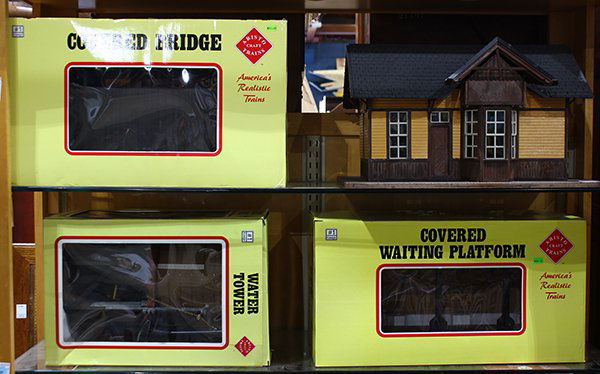 COVERED BRIDGE
ARISTO
CRAFT
TRAINS
America's
Realistic
Trains
WATER
TOWER
COVERED
WAITING PLATFORM
ARISTO
CRAFT
TRAINS
America's
Realistic
Trains